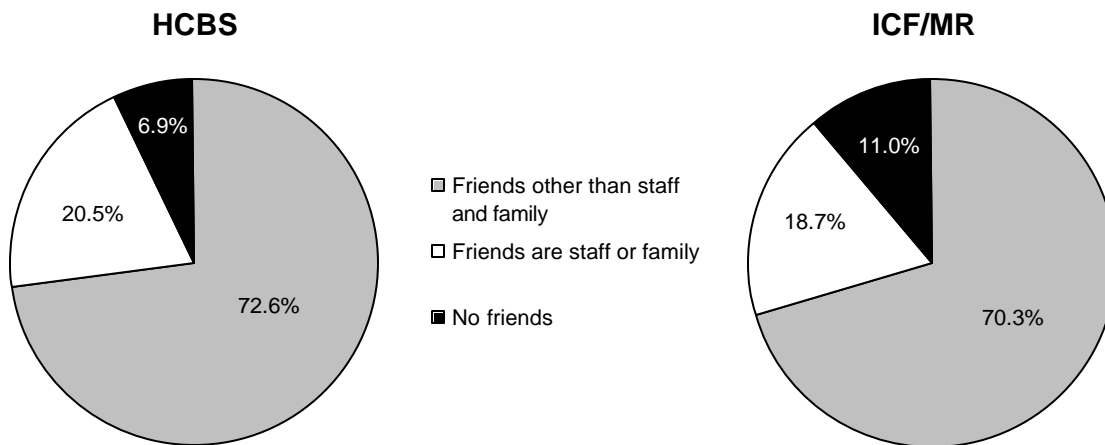 HCBS
6.9%
20.5%
72.6%
Friends other than staff
and family
Friends are staff or family
No friends
ICF/MR
11.0%
18.7%
70.3%